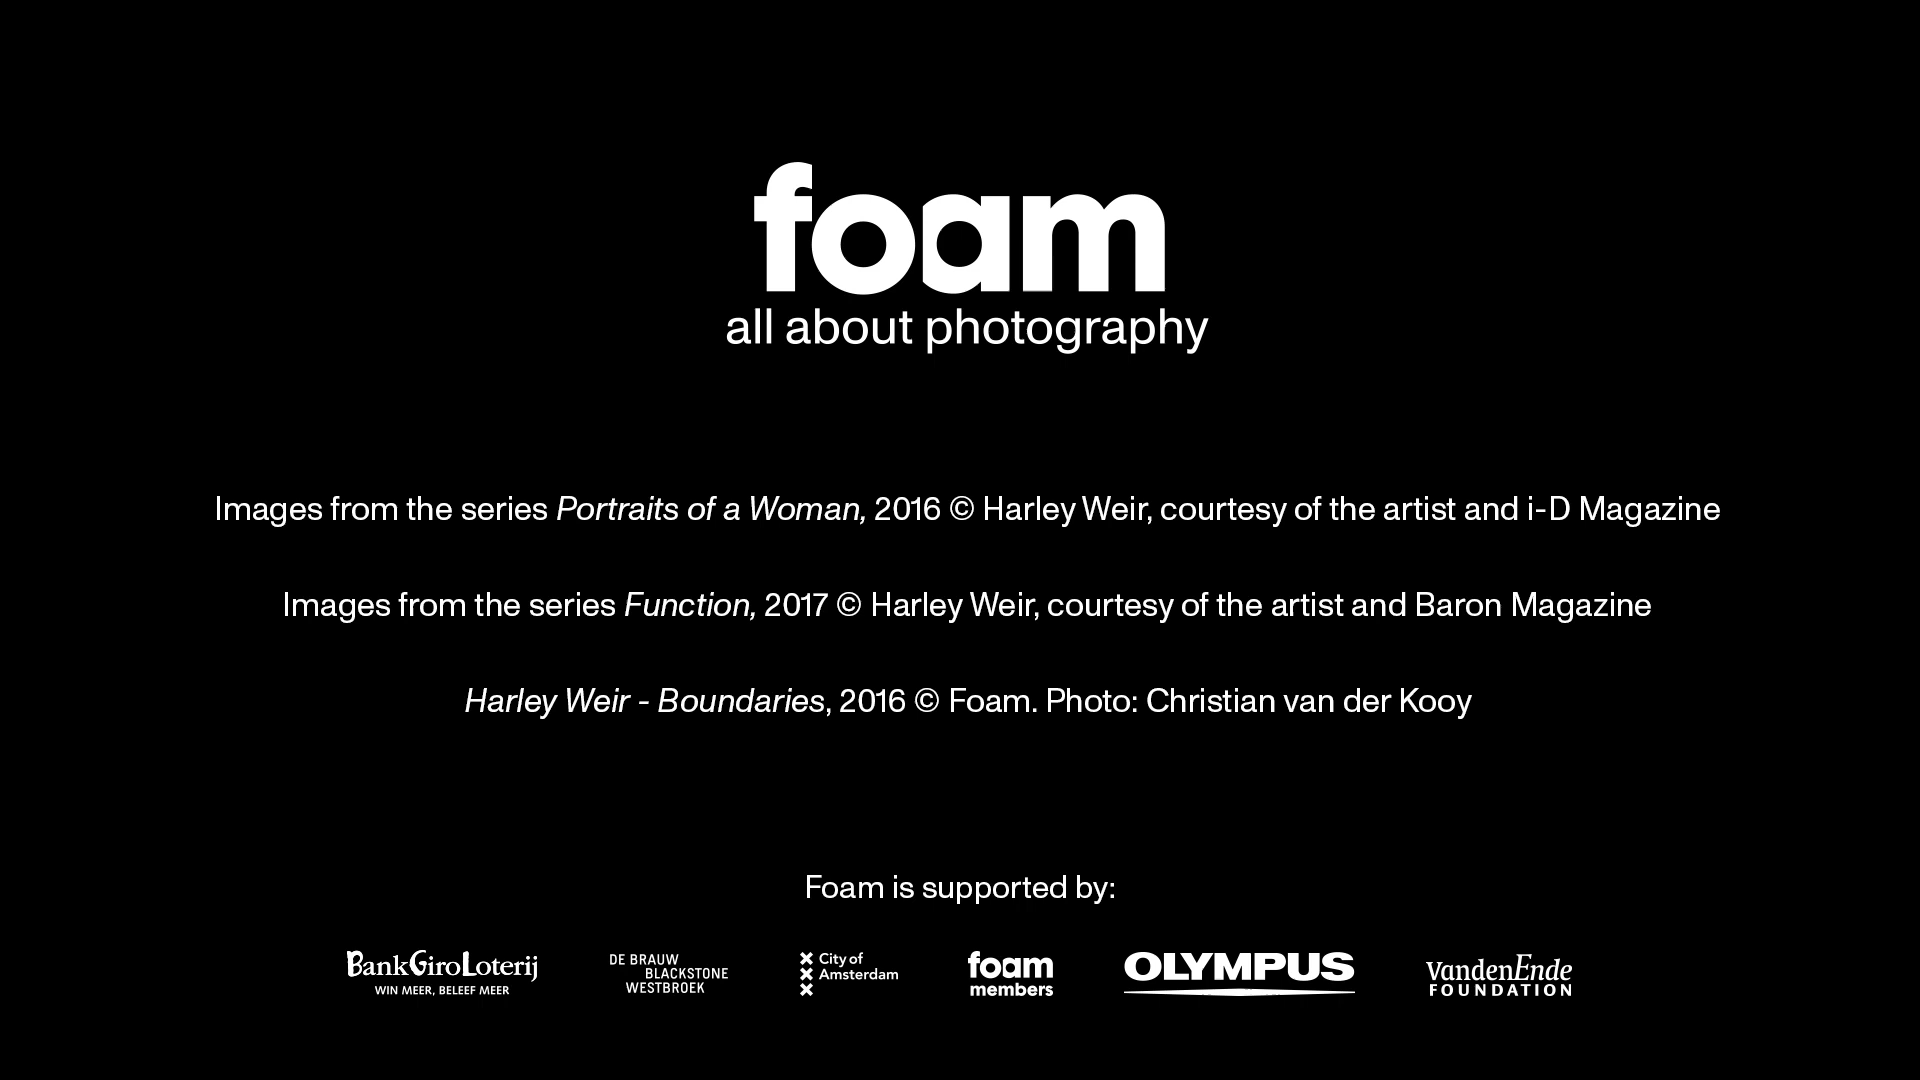 foam
all about photography
Images from the series Portraits of a Woman, 2016 © Harley Weir, courtesy of the artist and i-D Magazine
Images from the series Function, 2017 © Harley Weir, courtesy of the artist and Baron Magazine
Harley Weir - Boundaries, 2016 © Foam. Photo: Christian van der Kooy
Foam is supported by:
BankGiroLoterij
WIN MEER, BELEEF MEER
DE BRAUW
BLACKSTONE
WESTBROEK
City of
Amsterdam
foam
members
OLYMPUS
VandenEnde
FOUNDATION